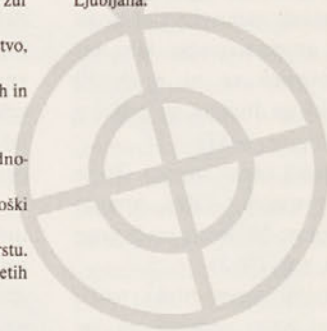 zur
Ljubljana.
tvo,
h in
dno-
oški
rstu.
etih